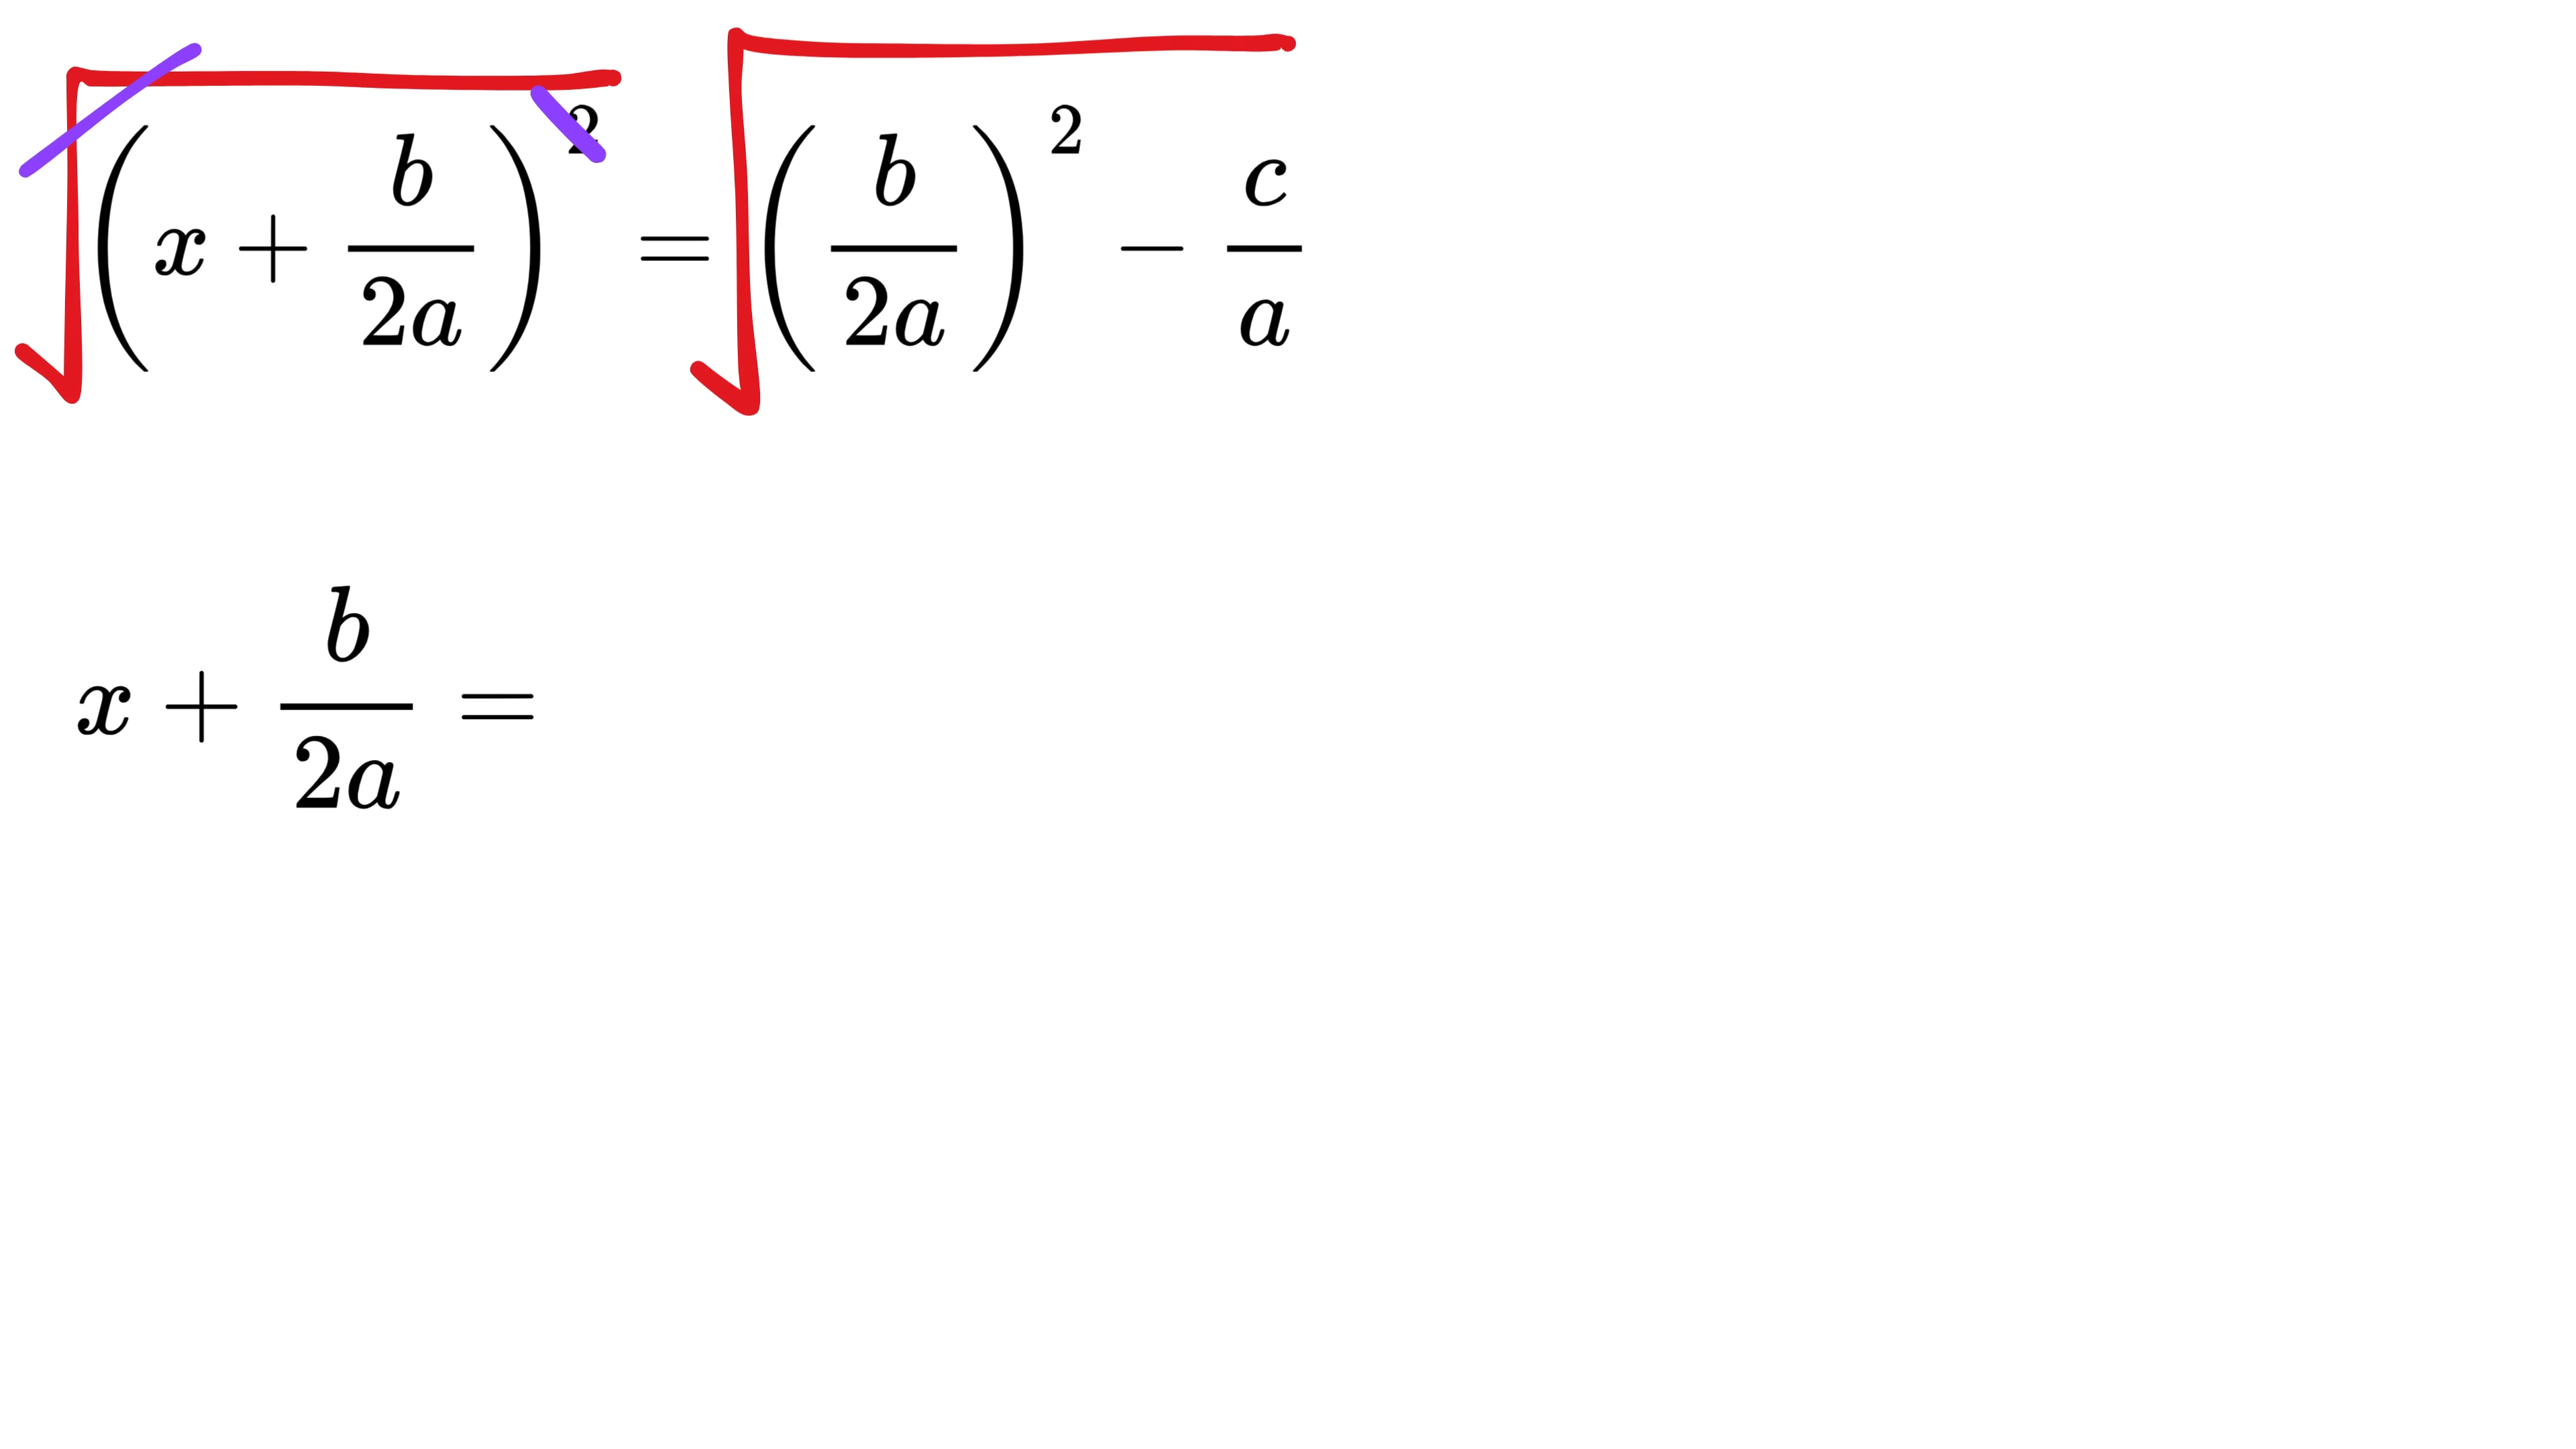 √(x + b/2a)² = √(b/2a)² − c/a
x + b/2a =